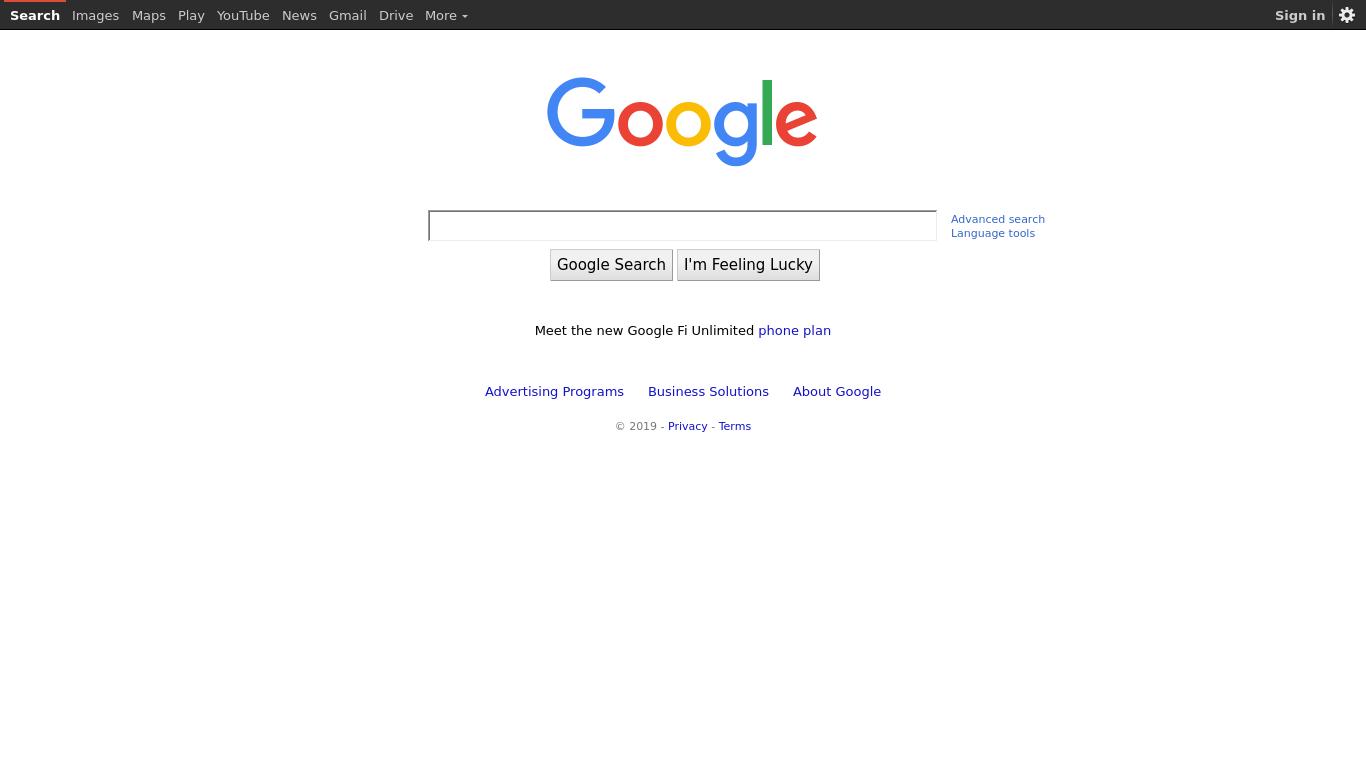 Search Images Maps Play YouTube News Gmail Drive More Sign in
Google
Advanced search
Language tools
Google Search I'm Feeling Lucky
Meet the new Google Fi Unlimited phone plan
Advertising Programs Business Solutions About Google
© 2019 - Privacy - Terms